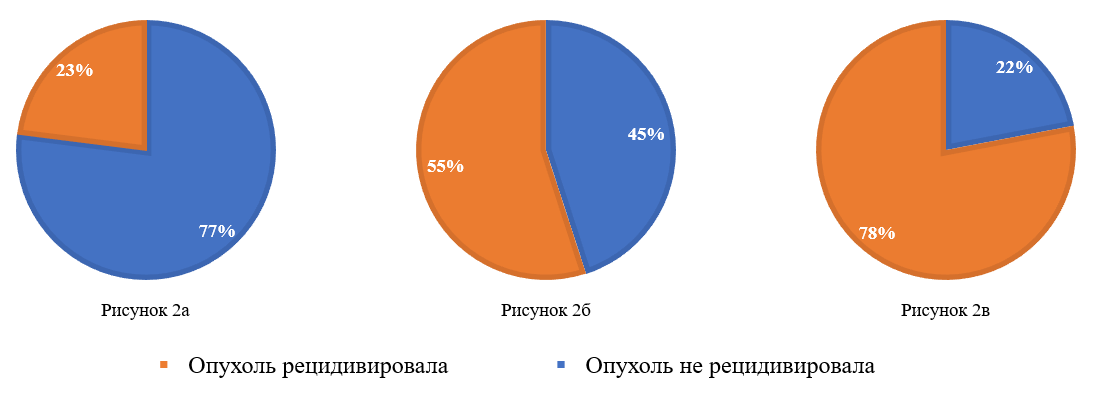 23%
77%
Рисунок 2а
55%
45%
Рисунок 2б
22%
78%
Рисунок 2в
Опухоль рецидивировала
Опухоль не рецидивировала